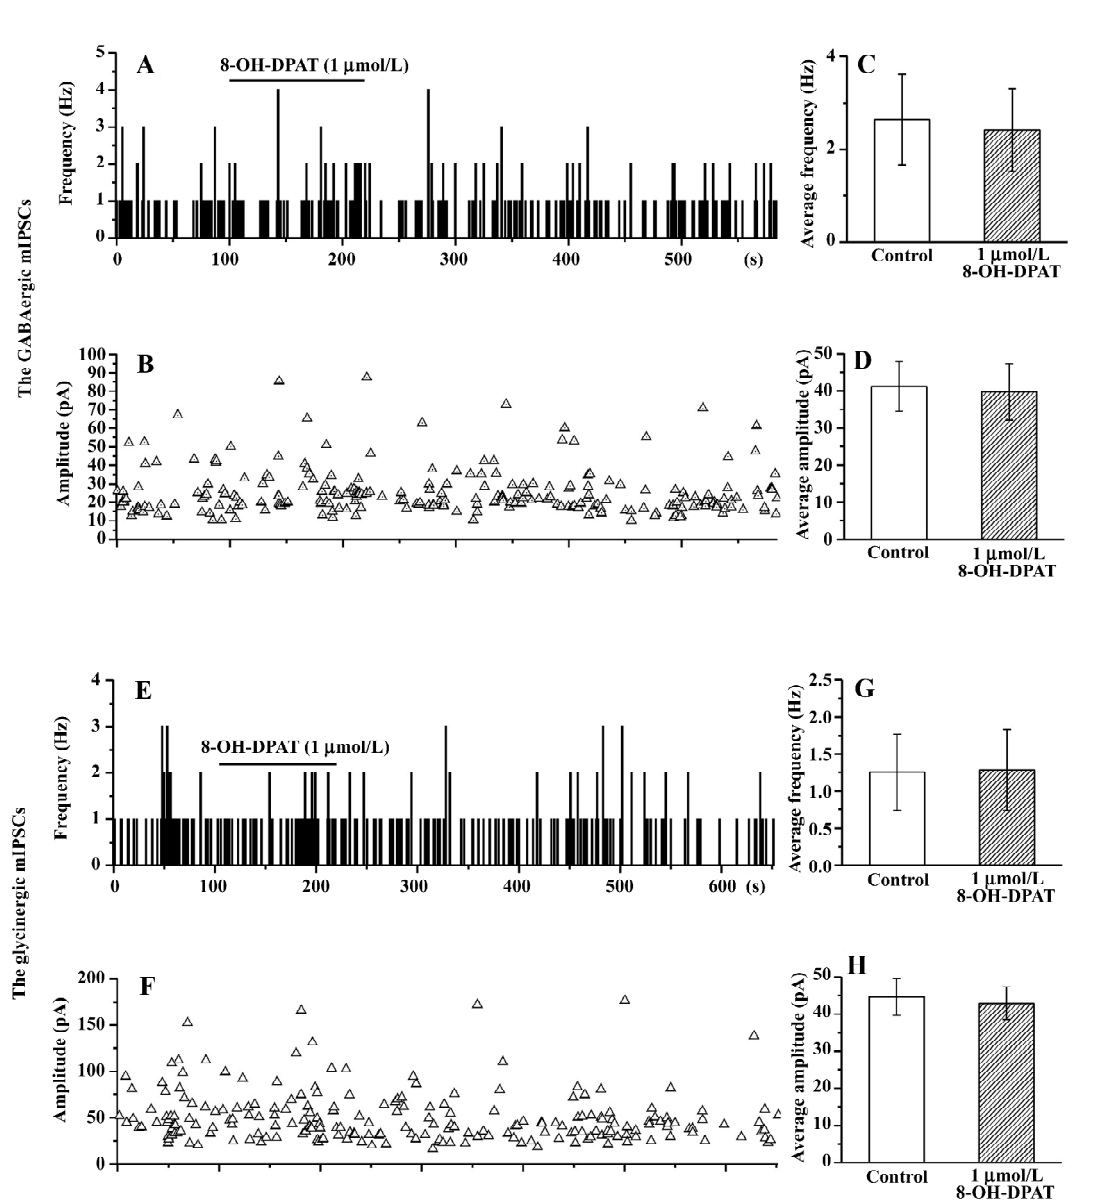 The GABAergic mIPSCs
A
8-OH-DPAT (1 μmol/L)
Frequency (Hz)
5
4
3
2
1
0
0 100 200 300 400 500 (s)
C
Average frequency (Hz)
4
2
0
Control
1 μmol/L
8-OH-DPAT
B
Amplitude (pA)
100
90
80
70
60
50
40
30
20
10
0
D
Average amplitude (pA)
50
40
30
20
10
0
Control
1 μmol/L
8-OH-DPAT
The glycinergic mIPSCs
E
8-OH-DPAT (1 μmol/L)
Frequency (Hz)
4
3
2
1
0
0 100 200 300 400 500 600 (s)
G
Average frequency (Hz)
2.5
2.0
1.5
1.0
0.5
0.0
Control
1 μmol/L
8-OH-DPAT
F
Amplitude (pA)
200
150
100
50
0
H
Average amplitude (pA)
50
40
30
20
10
0
Control
1 μmol/L
8-OH-DPAT